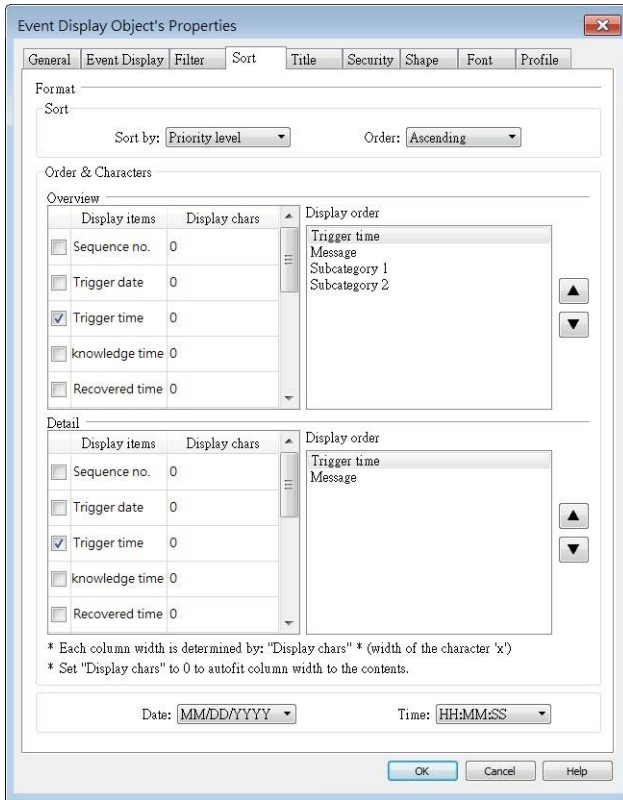 Event Display Object's Properties
General Event Display Filter Sort Title Security Shape Font Profile
Format
Sort
Sort by: Priority level Order: Ascending
Order & Characters
Overview
Display items Display chars
Sequence no. 0
Trigger date 0
Trigger time 0
knowledge time 0
Recovered time 0
Display order
Trigger time
Message
Subcategory 1
Subcategory 2
Detail
Display items Display chars
Sequence no. 0
Trigger date 0
Trigger time 0
knowledge time 0
Recovered time 0
Display order
Trigger time
Message
* Each column width is determined by: "Display chars" * (width of the character 'x')
* Set "Display chars" to 0 to autofit column width to the contents.
Date: MM/DD/YYYY Time: HH:MM:SS
OK Cancel Help